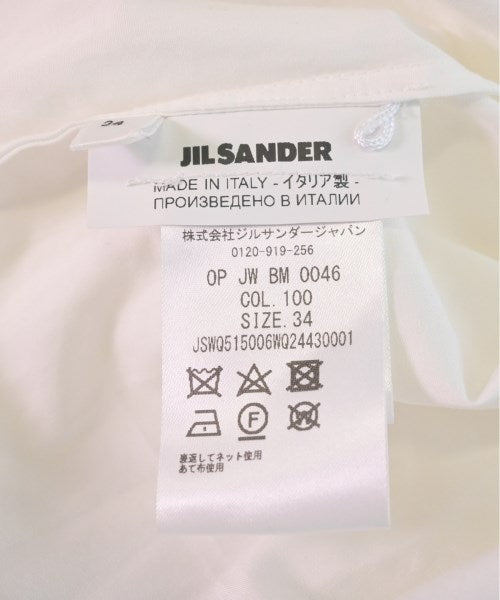 34
JIL SANDER
MADE IN ITALY - イタリア製 -
ПРОИЗВЕДЕНО В ИТАЛИИ
株式会社ジルサンダージャパン
0120-919-256
OP JW BM 0046
COL. 100
SIZE. 34
JSWQ515006WQ24430001
F W
裏返してネット使用
あて布使用